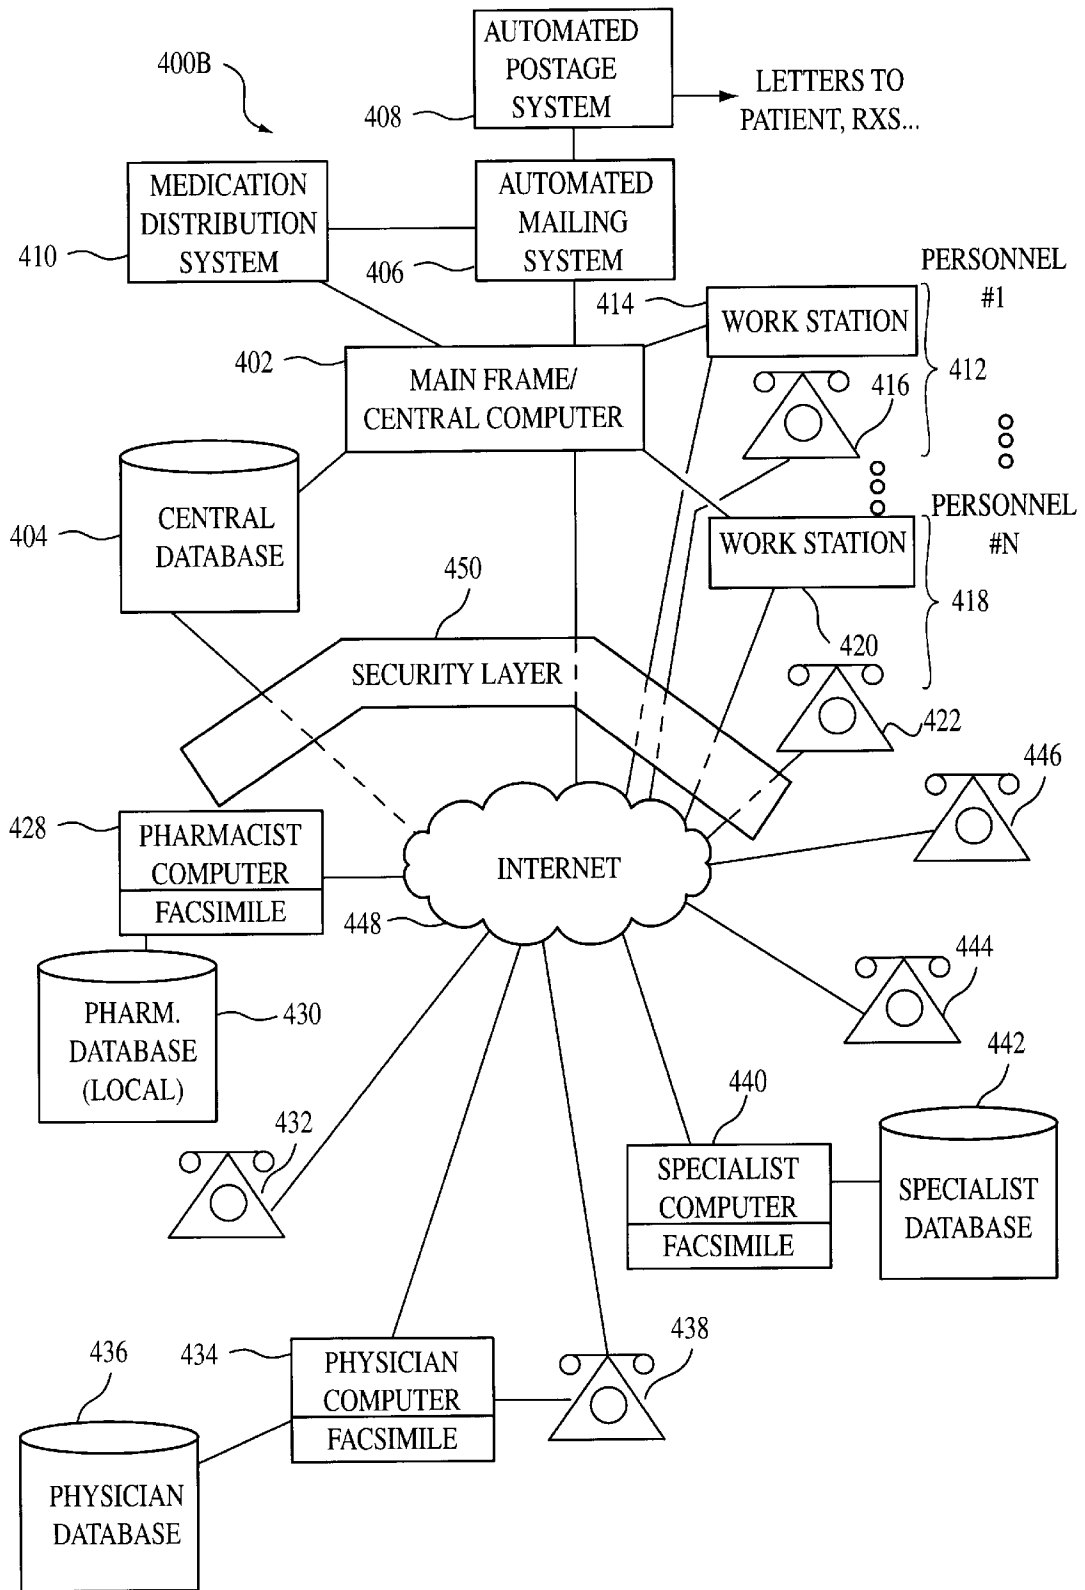 AUTOMATED
POSTAGE
SYSTEM
400B
408
LETTERS TO
PATIENT, RXS...
MEDICATION
DISTRIBUTION
SYSTEM
410
AUTOMATED
MAILING
SYSTEM
406
PERSONNEL
#1
414
WORK STATION
412
402
MAIN FRAME/
CENTRAL COMPUTER
416
404
CENTRAL
DATABASE
PERSONNEL
#N
WORK STATION
418
450
SECURITY LAYER
420
422
446
428
PHARMACIST
COMPUTER
FACSIMILE
INTERNET
448
444
PHARM.
DATABASE
(LOCAL)
430
442
440
432
SPECIALIST
COMPUTER
FACSIMILE
SPECIALIST
DATABASE
436
434
PHYSICIAN
COMPUTER
FACSIMILE
438
PHYSICIAN
DATABASE